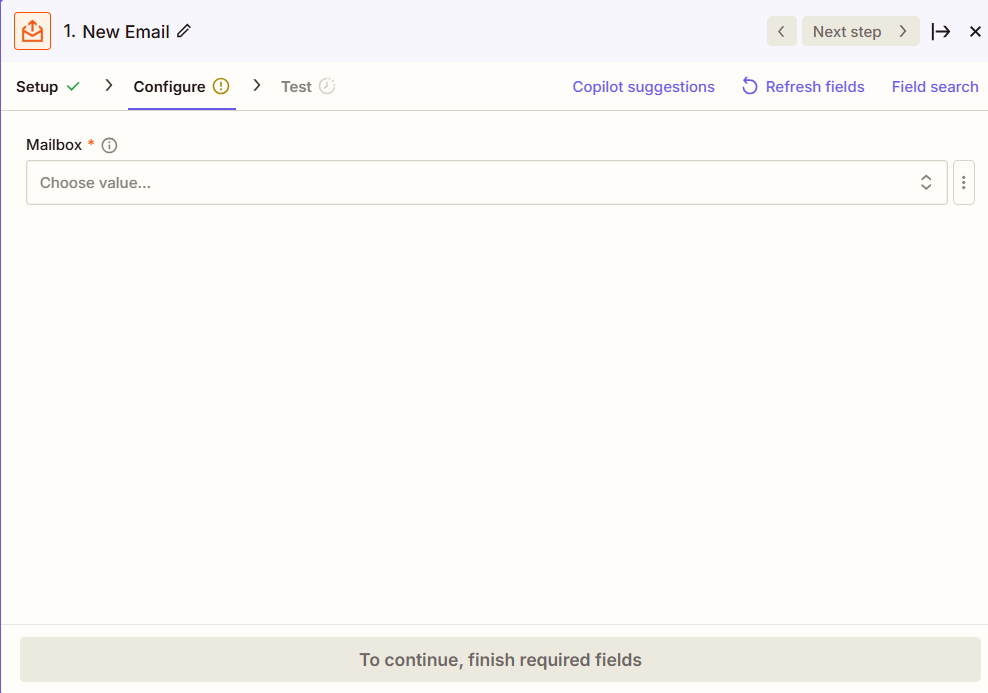 1. New Email
Next step
Setup
Configure
Test
Copilot suggestions
Refresh fields
Field search
Mailbox *
Choose value...
To continue, finish required fields